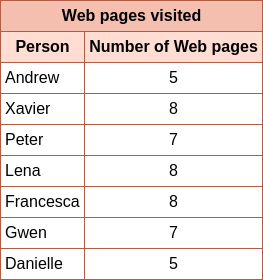 Web pages visited
Person Number of Web pages
Andrew 5
Xavier 8
Peter 7
Lena 8
Francesca 8
Gwen 7
Danielle 5